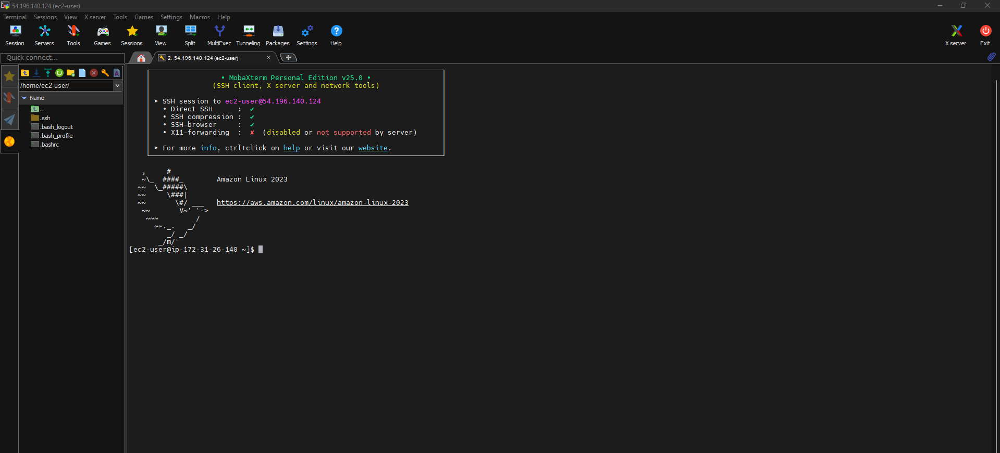 54.196.140.124 (ec2-user)
Terminal Sessions View X server Tools Games Settings Macros Help
Session Servers Tools Games Sessions View Split MultiExec Tunneling Packages Settings Help X server Exit
Quick connect...
2. 54.196.140.124 (ec2-user)
/home/ec2-user/
Name
..
.ssh
.bash_logout
.bash_profile
.bashrc
• MobaXterm Personal Edition v25.0 •
(SSH client, X server and network tools)
➤ SSH session to ec2-user@54.196.140.124
• Direct SSH : ✔
• SSH compression : ✔
• SSH-browser : ✔
• X11-forwarding : ✘ (disabled or not supported by server)
➤ For more info, ctrl+click on help or visit our website.
   ,     #_
   ~\_  ####_        Amazon Linux 2023
  ~~  \_#####\
  ~~     \###|
  ~~       \#/ ___   https://aws.amazon.com/linux/amazon-linux-2023
   ~~       V~' '->
    ~~~         /
      ~~._.   _/
         _/ _/
       _/m/'
[ec2-user@ip-172-31-26-140 ~]$